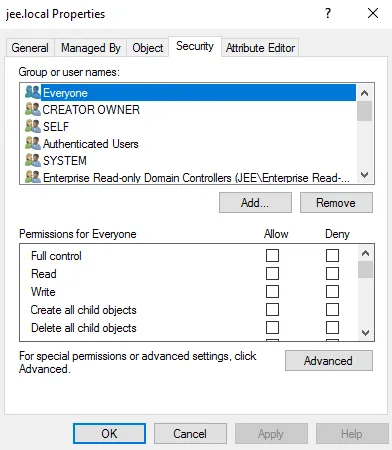 jee.local Properties ? ×
General Managed By Object Security Attribute Editor
Group or user names:
Everyone
CREATOR OWNER
SELF
Authenticated Users
SYSTEM
Enterprise Read-only Domain Controllers (JEE\Enterprise Read-...
Add... Remove
Permissions for Everyone Allow Deny
Full control
Read
Write
Create all child objects
Delete all child objects
For special permissions or advanced settings, click
Advanced.
Advanced
OK Cancel Apply Help